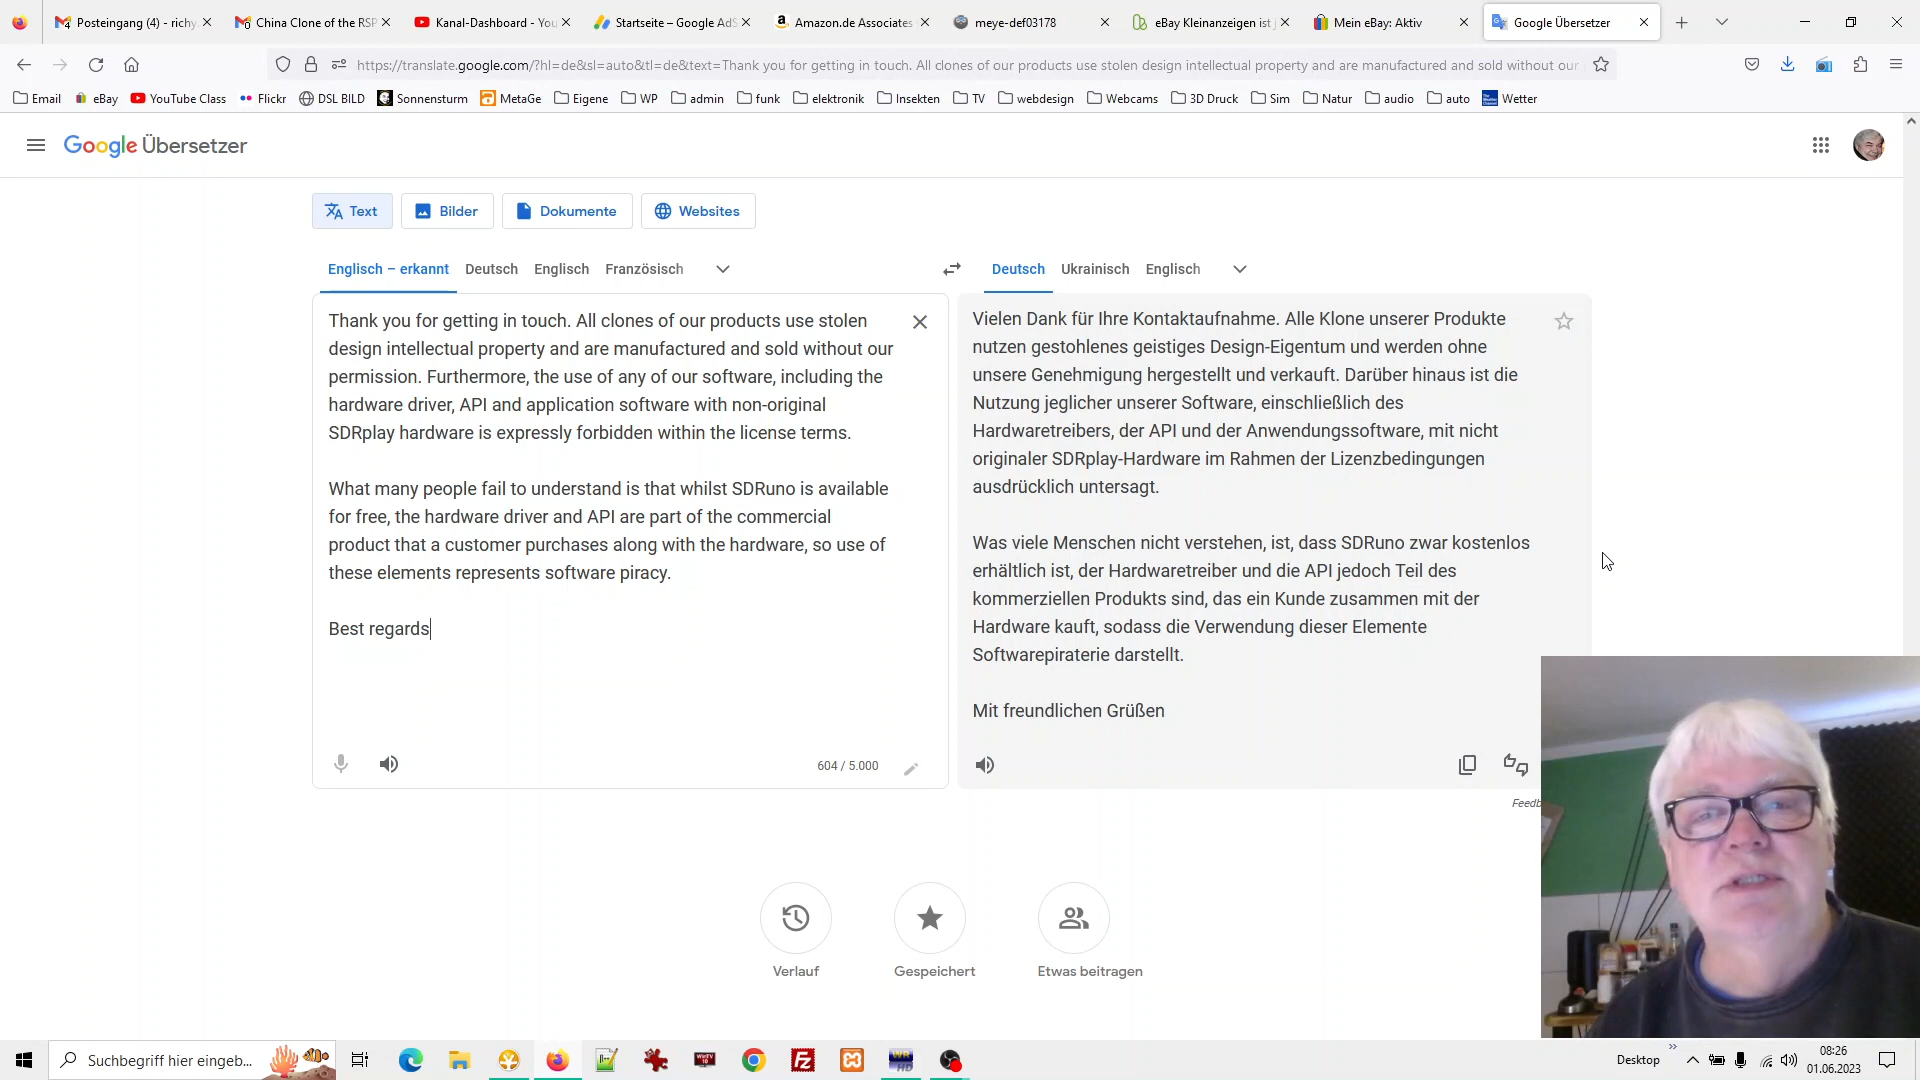 Posteingang (4) - richy
China Clone of the RSP
Kanal-Dashboard - You
Startseite – Google AdS
Amazon.de Associates
meye-def03178
eBay Kleinanzeigen ist j
Mein eBay: Aktiv
Google Übersetzer
https://translate.google.com/?hl=de&sl=auto&tl=de&text=Thank you for getting in touch. All clones of our products use stolen design intellectual property and are manufactured and sold without our
Email eBay YouTube Class Flickr DSL BILD Sonnensturm MetaGe Eigene WP admin funk elektronik Insekten TV webdesign Webcams 3D Druck Sim Natur audio auto Wetter
Google Übersetzer
Text Bilder Dokumente Websites
Englisch – erkannt Deutsch Englisch Französisch
Deutsch Ukrainisch Englisch
Thank you for getting in touch. All clones of our products use stolen
design intellectual property and are manufactured and sold without our
permission. Furthermore, the use of any of our software, including the
hardware driver, API and application software with non-original
SDRplay hardware is expressly forbidden within the license terms.
What many people fail to understand is that whilst SDRuno is available
for free, the hardware driver and API are part of the commercial
product that a customer purchases along with the hardware, so use of
these elements represents software piracy.
Best regards
604 / 5.000
Vielen Dank für Ihre Kontaktaufnahme. Alle Klone unserer Produkte
nutzen gestohlenes geistiges Design-Eigentum und werden ohne
unsere Genehmigung hergestellt und verkauft. Darüber hinaus ist die
Nutzung jeglicher unserer Software, einschließlich des
Hardwaretreibers, der API und der Anwendungssoftware, mit nicht
originaler SDRplay-Hardware im Rahmen der Lizenzbedingungen
ausdrücklich untersagt.
Was viele Menschen nicht verstehen, ist, dass SDRuno zwar kostenlos
erhältlich ist, der Hardwaretreiber und die API jedoch Teil des
kommerziellen Produkts sind, das ein Kunde zusammen mit der
Hardware kauft, sodass die Verwendung dieser Elemente
Softwarepiraterie darstellt.
Mit freundlichen Grüßen
Feedb
Verlauf
Gespeichert
Etwas beitragen
Suchbegriff hier eingeb...
Desktop
08:26
01.06.2023